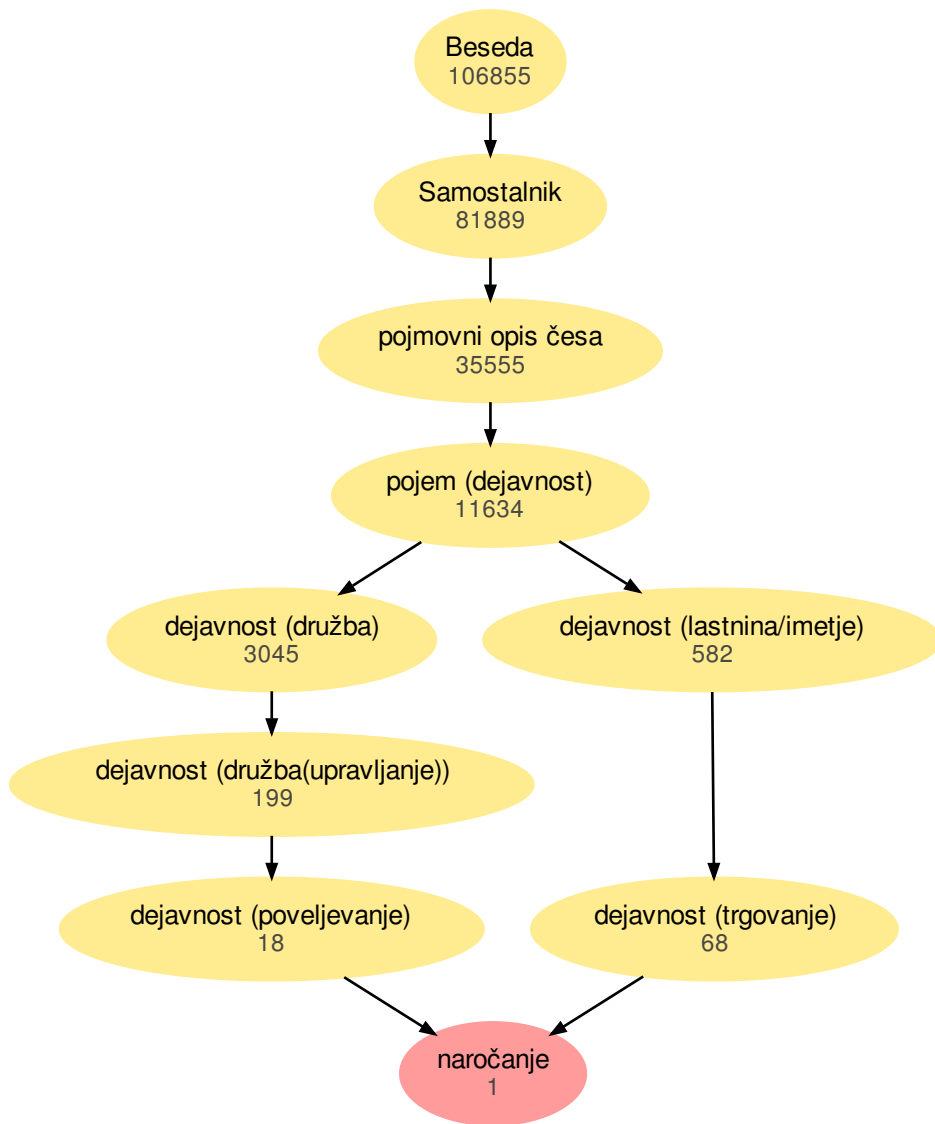 Beseda
106855
Samostalnik
81889
pojmovni opis česa
35555
pojem (dejavnost)
11634
dejavnost (družba)
3045
dejavnost (lastnina/imetje)
582
dejavnost (družba(upravljanje))
199
dejavnost (poveljevanje)
18
dejavnost (trgovanje)
68
naročanje
1